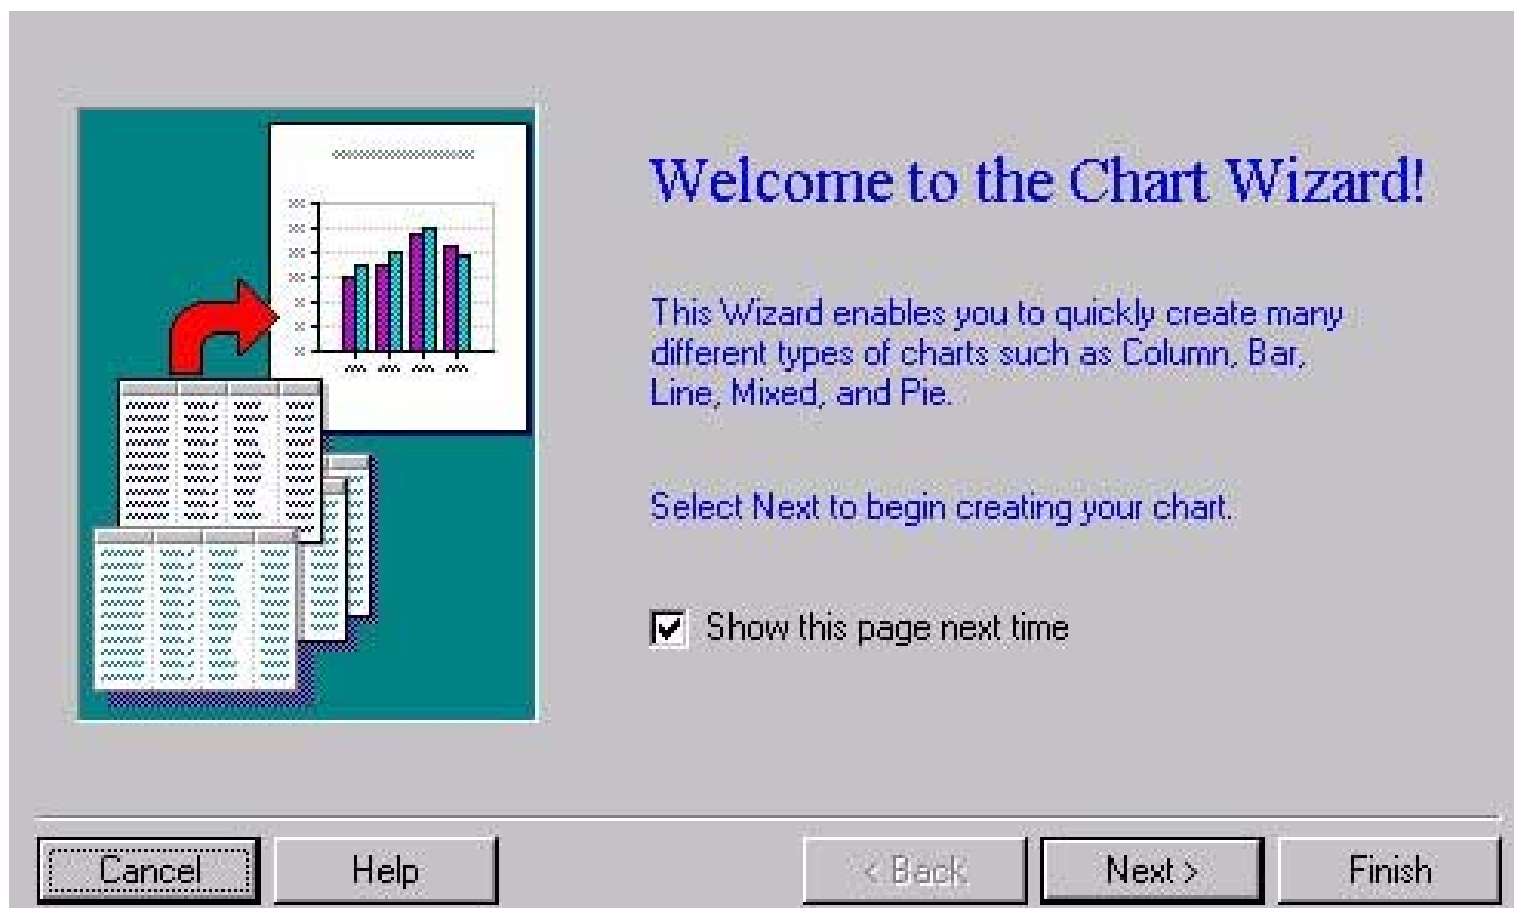 Welcome to the Chart Wizard!
This Wizard enables you to quickly create many
different types of charts such as Column, Bar,
Line, Mixed, and Pie.
Select Next to begin creating your chart.
Show this page next time
Cancel
Help
< Back
Next >
Finish